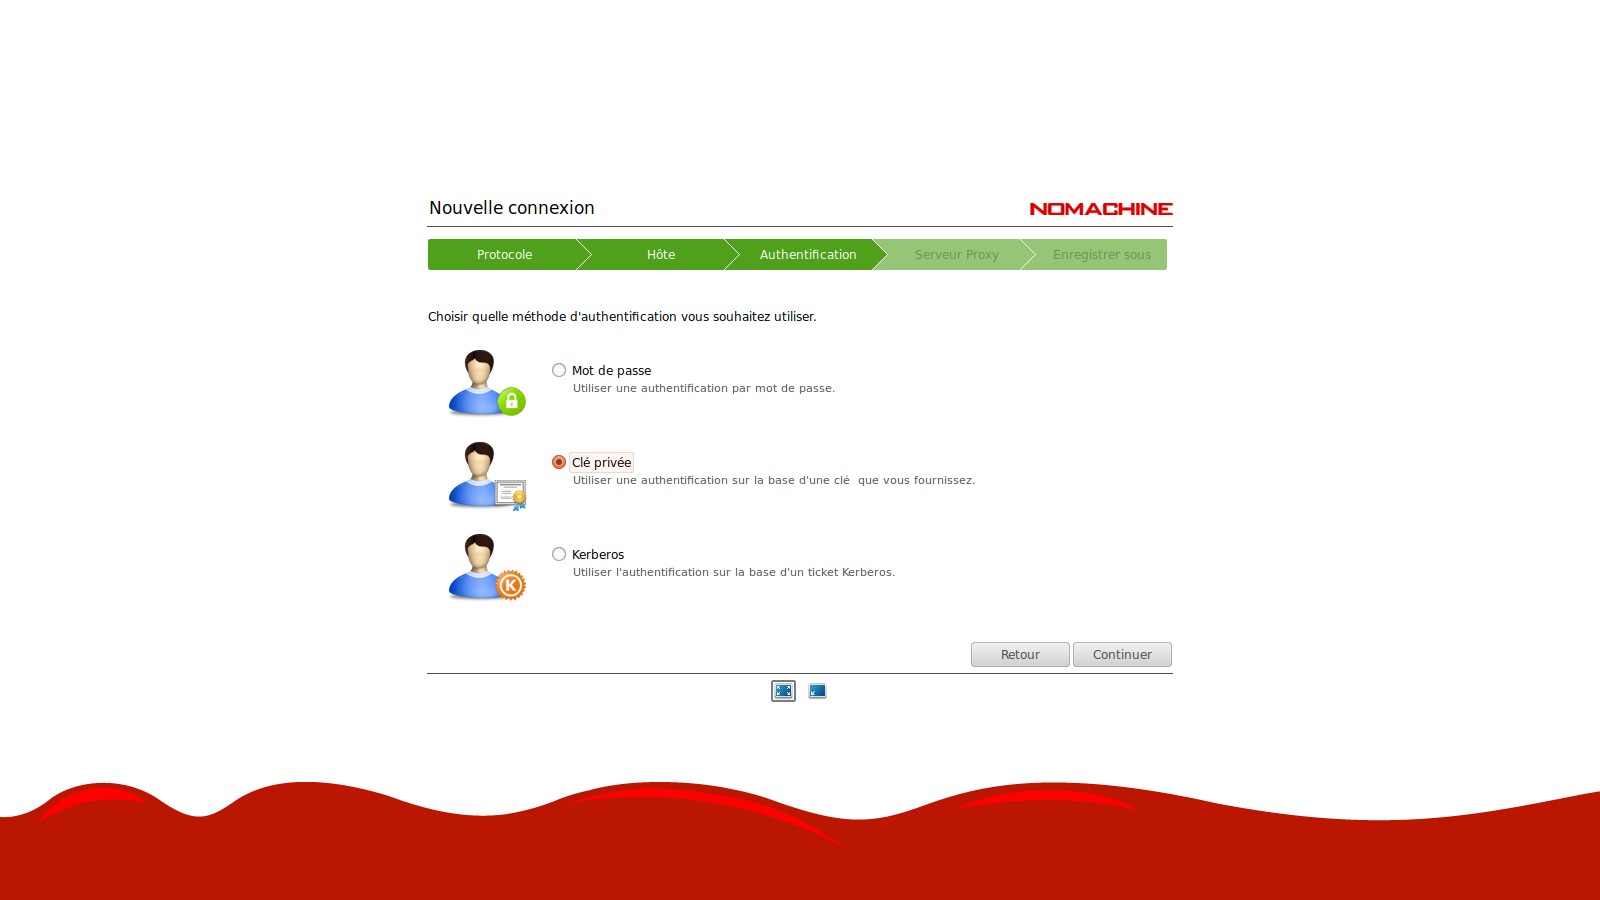 Nouvelle connexion
NOMACHINE
Protocole
Hôte
Authentification
Serveur Proxy
Enregistrer sous
Choisir quelle méthode d'authentification vous souhaitez utiliser.
Mot de passe
Utiliser une authentification par mot de passe.
Clé privée
Utiliser une authentification sur la base d'une clé  que vous fournissez.
Kerberos
Utiliser l'authentification sur la base d'un ticket Kerberos.
K
Retour
Continuer